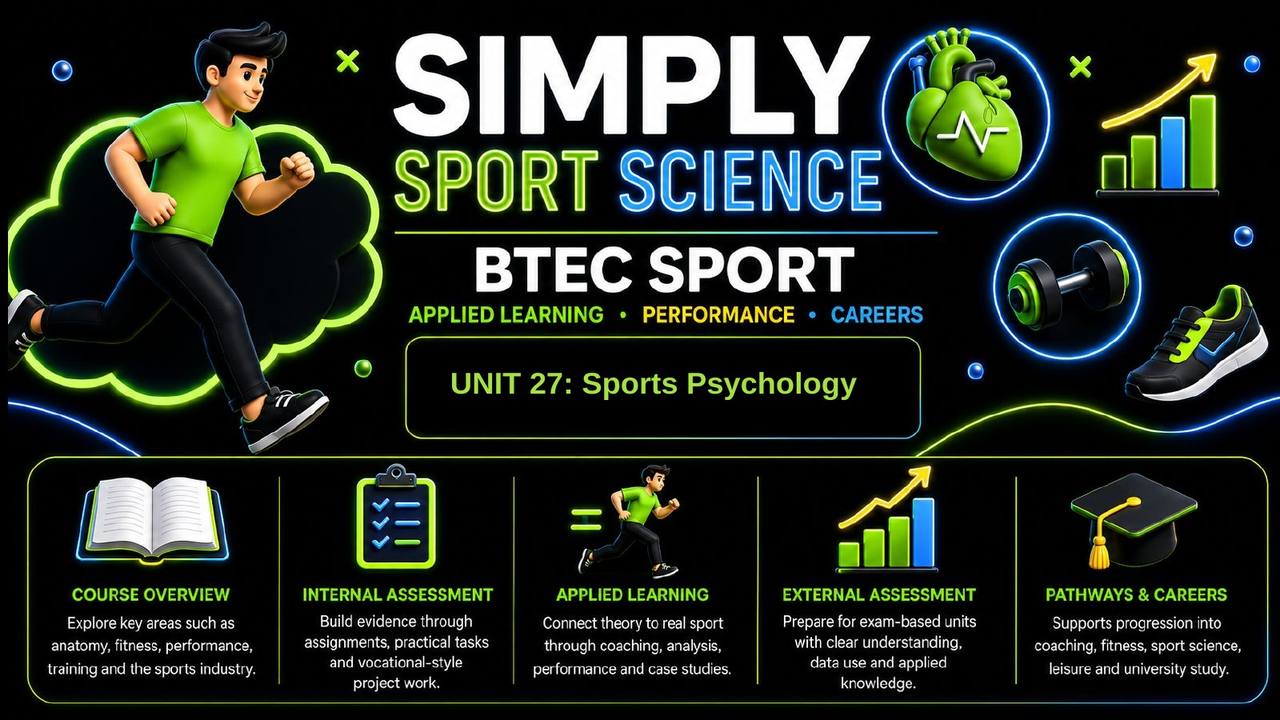 SIMPLY
SPORT SCIENCE
BTEC SPORT
APPLIED LEARNING • PERFORMANCE • CAREERS
UNIT 27: Sports Psychology
COURSE OVERVIEW
Explore key areas such as
anatomy, fitness, performance,
training and the sports industry.
INTERNAL ASSESSMENT
Build evidence through
assignments, practical tasks
and vocational-style
project work.
APPLIED LEARNING
Connect theory to real sport
through coaching, analysis,
performance and case studies.
EXTERNAL ASSESSMENT
Prepare for exam-based units
with clear understanding,
data use and applied
knowledge.
PATHWAYS & CAREERS
Supports progression into
coaching, fitness, sport science,
leisure and university study.